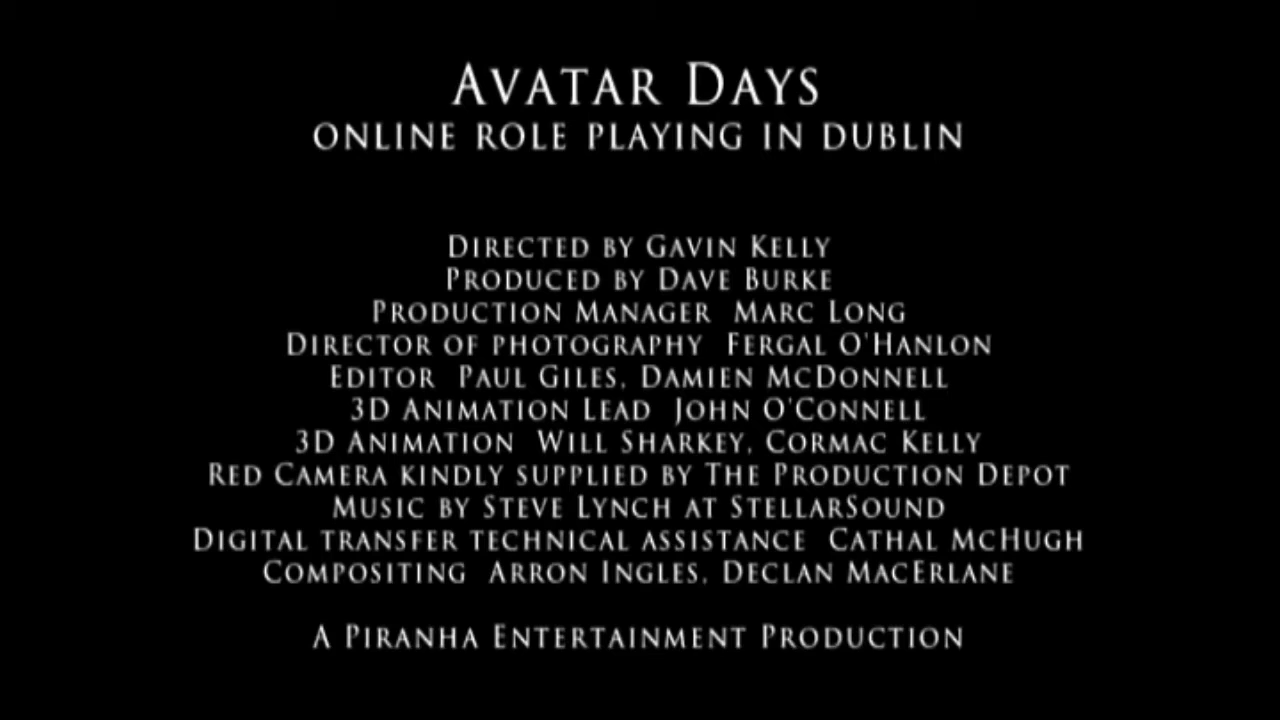 Avatar Days
online role playing in Dublin
Directed by Gavin Kelly
Produced by Dave Burke
Production Manager Marc Long
Director of photography Fergal O'Hanlon
Editor Paul Giles, Damien McDonnell
3D Animation Lead John O'Connell
3D Animation Will Sharkey, Cormac Kelly
Red Camera kindly supplied by The Production Depot
Music by Steve Lynch at StellarSound
Digital transfer technical assistance Cathal McHugh
Compositing Arron Ingles, Declan MacErlane
A Piranha Entertainment Production